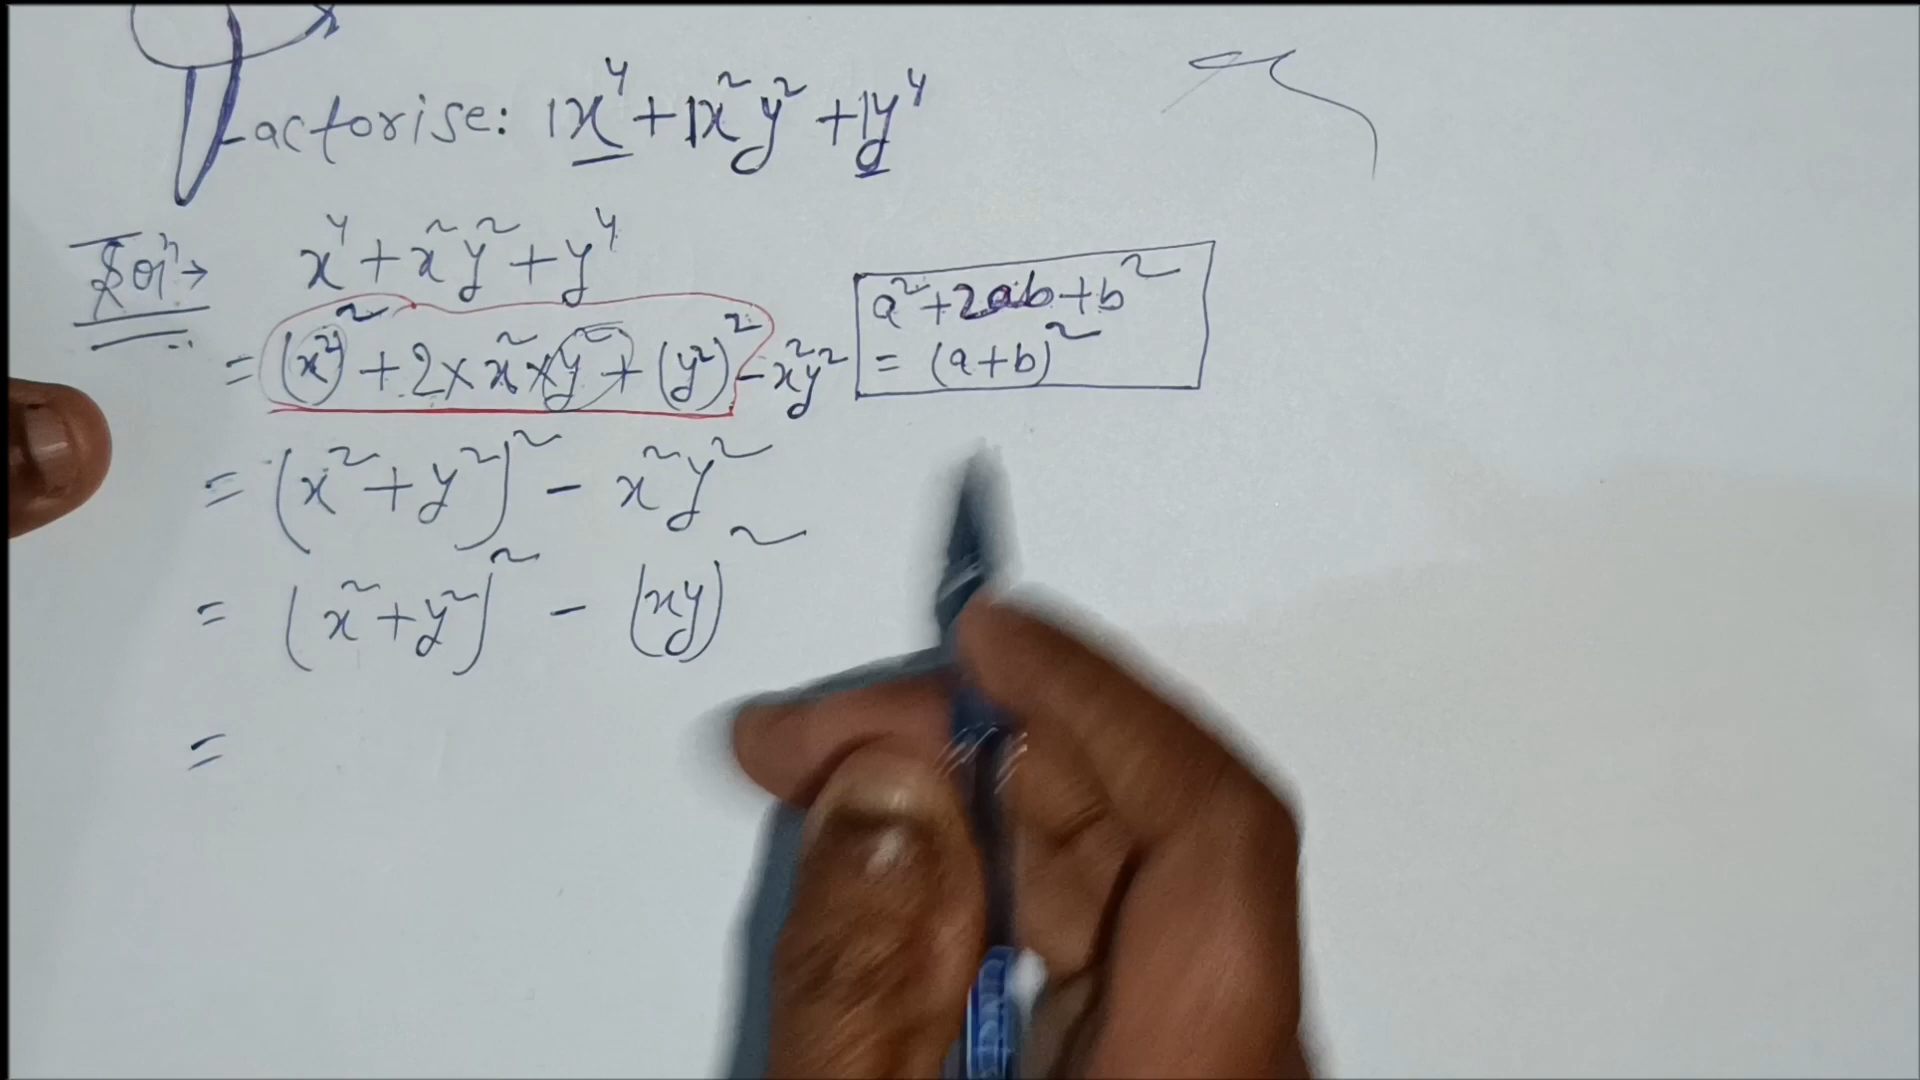 Factorise: 1x⁴+1x²y²+1y⁴
Solⁿ→ x⁴+x²y²+y⁴
= (x²)²+2×x²×y²+(y²)²-x²y²
a²+2ab+b²
= (a+b)²
= (x²+y²)² - x²y²
= (x²+y²)² - (xy)²
=